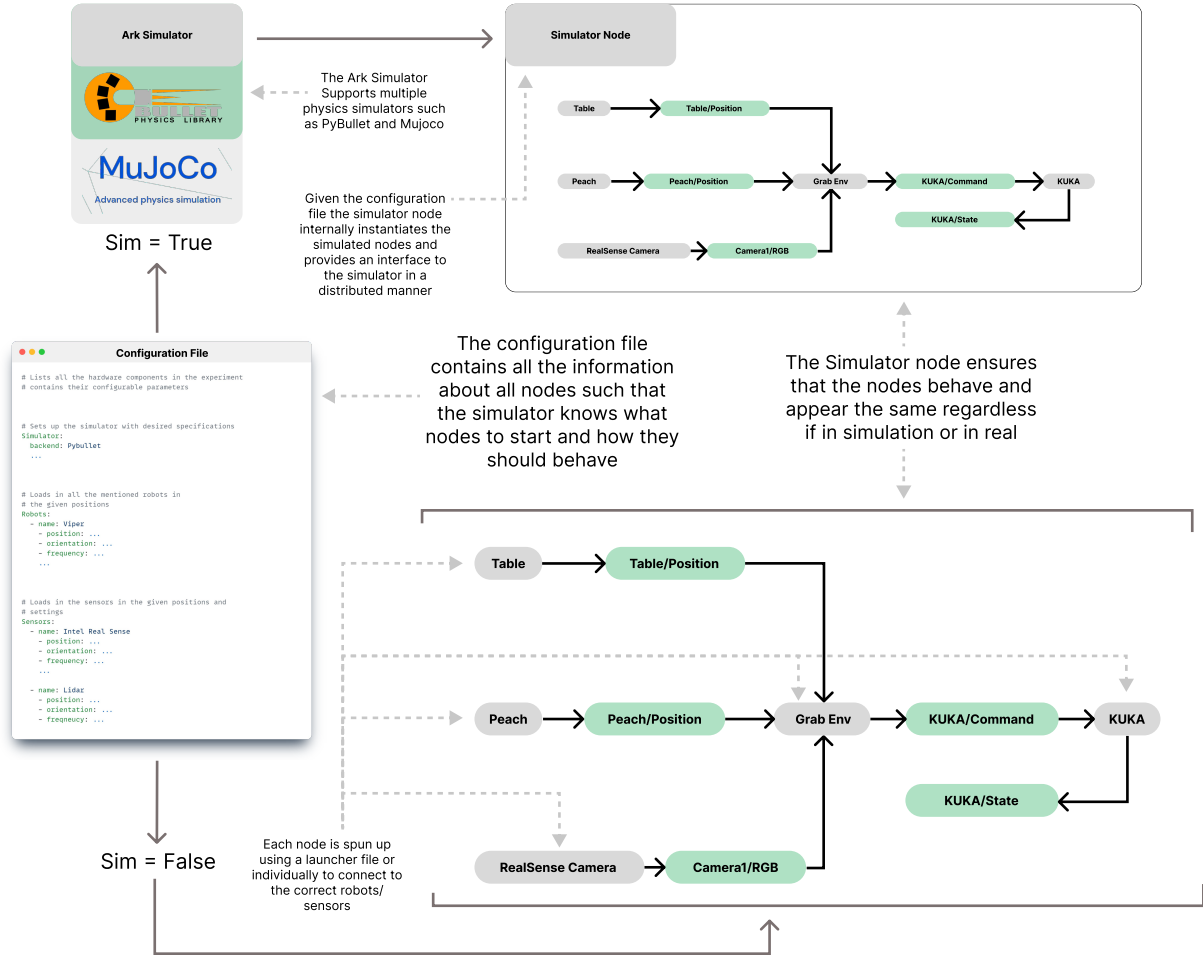 Ark Simulator
BULLET
PHYSICS LIBRARY
MuJoCo
Advanced physics simulation
Sim = True
The Ark Simulator
Supports multiple
physics simulators such
as PyBullet and Mujoco
Given the configuration
file the simulator node
internally instantiates the
simulated nodes and
provides an interface to
the simulator in a
distributed manner
Simulator Node
Table
Table/Position
Peach
Peach/Position
Grab Env
KUKA/Command
KUKA
KUKA/State
RealSense Camera
Camera1/RGB
Configuration File
# Lists all the hardware components in the experiment
# contains their configurable parameters
# Sets up the simulator with desired specifications
Simulator:
backend: Pybullet
...
# Loads in all the mentioned robots in
# the given positions
Robots:
- name: Viper
- position: ...
- orientation: ...
- frequency: ...
...
# Loads in the sensors in the given positions and
# settings
Sensors:
- name: Intel Real Sense
- position: ...
- orientation: ...
- frequency: ...
...
- name: Lidar
- position: ...
- orientation: ...
- freqneucy: ...
The configuration file
contains all the information
about all nodes such that
the simulator knows what
nodes to start and how they
should behave
The Simulator node ensures
that the nodes behave and
appear the same regardless
if in simulation or in real
Sim = False
Each node is spun up
using a launcher file or
individually to connect to
the correct robots/
sensors
Table
Table/Position
Peach
Peach/Position
Grab Env
KUKA/Command
KUKA
KUKA/State
RealSense Camera
Camera1/RGB